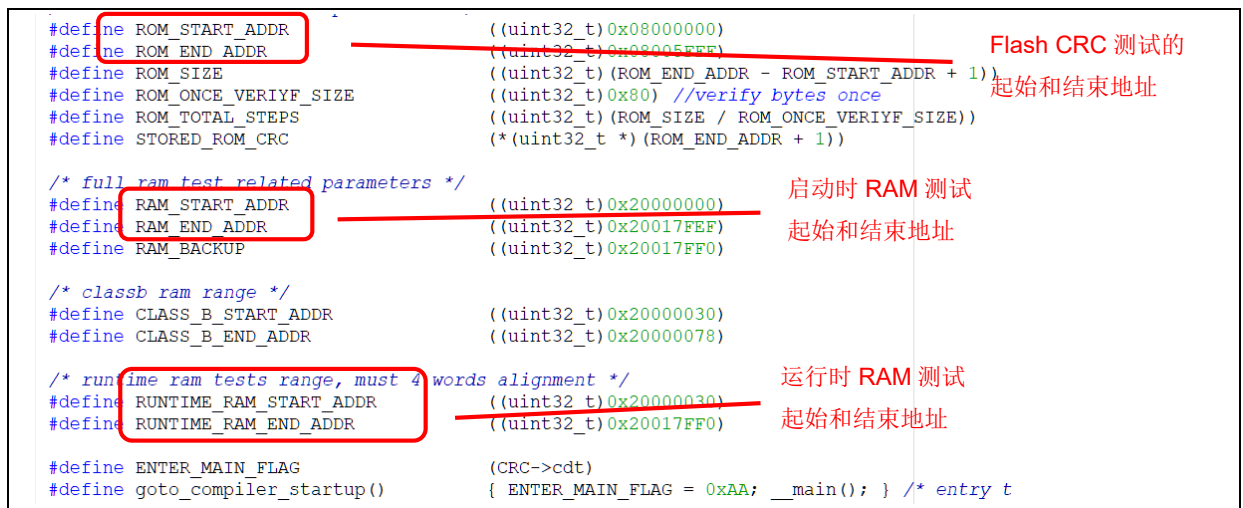 #define ROM_START_ADDR ((uint32_t)0x08000000)
#define ROM_END_ADDR ((uint32_t)0x08005FFF)
Flash CRC 测试的
起始和结束地址
#define ROM_SIZE ((uint32_t)(ROM_END_ADDR - ROM_START_ADDR + 1))
#define ROM_ONCE_VERIYF_SIZE ((uint32_t)0x80) //verify bytes once
#define ROM_TOTAL_STEPS ((uint32_t)(ROM_SIZE / ROM_ONCE_VERIYF_SIZE))
#define STORED_ROM_CRC (*(uint32_t *)(ROM_END_ADDR + 1))
/* full ram test related parameters */
#define RAM_START_ADDR ((uint32_t)0x20000000)
#define RAM_END_ADDR ((uint32_t)0x20017FEF)
#define RAM_BACKUP ((uint32_t)0x20017FF0)
启动时 RAM 测试
起始和结束地址
/* classb ram range */
#define CLASS_B_START_ADDR ((uint32_t)0x20000030)
#define CLASS_B_END_ADDR ((uint32_t)0x20000078)
/* runtime ram tests range, must 4 words alignment */
#define RUNTIME_RAM_START_ADDR ((uint32_t)0x20000030)
#define RUNTIME_RAM_END_ADDR ((uint32_t)0x20017FF0)
运行时 RAM 测试
起始和结束地址
#define ENTER_MAIN_FLAG (CRC->cdt)
#define goto_compiler_startup() { ENTER_MAIN_FLAG = 0xAA; __main(); } /* entry t